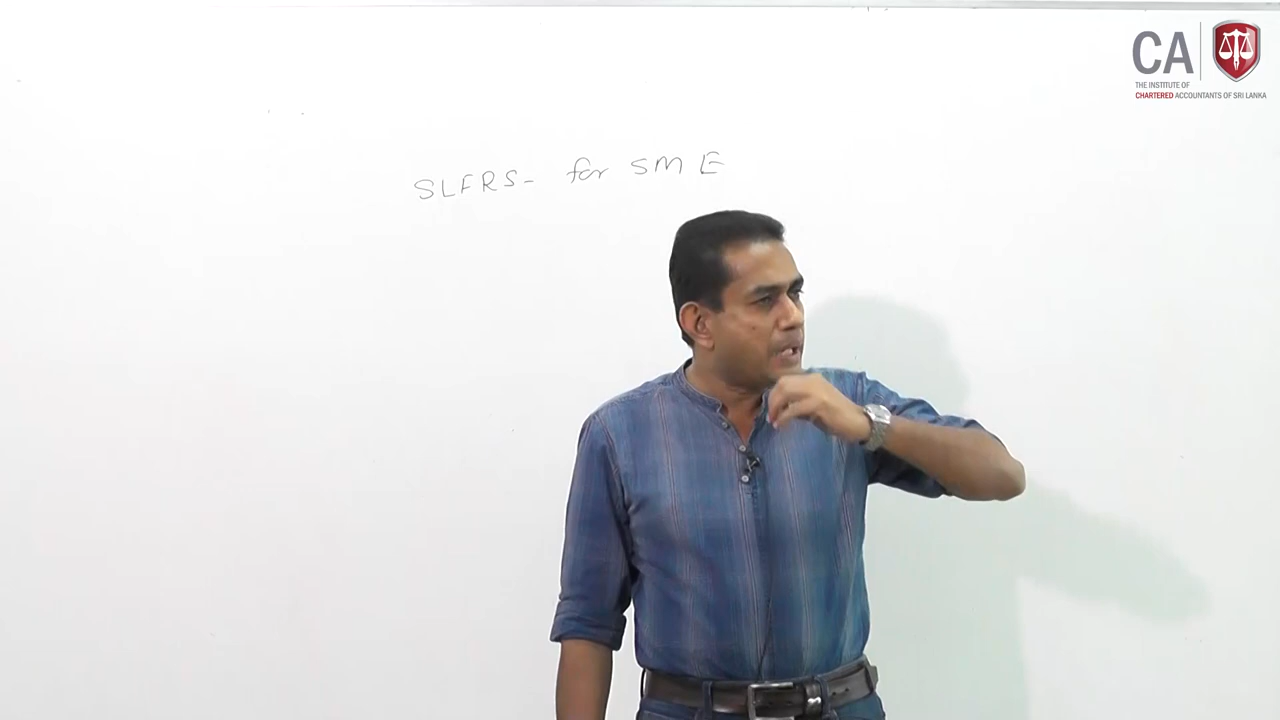 CA
THE INSTITUTE OF
CHARTERED ACCOUNTANTS OF SRI LANKA
SLFRS- for SME